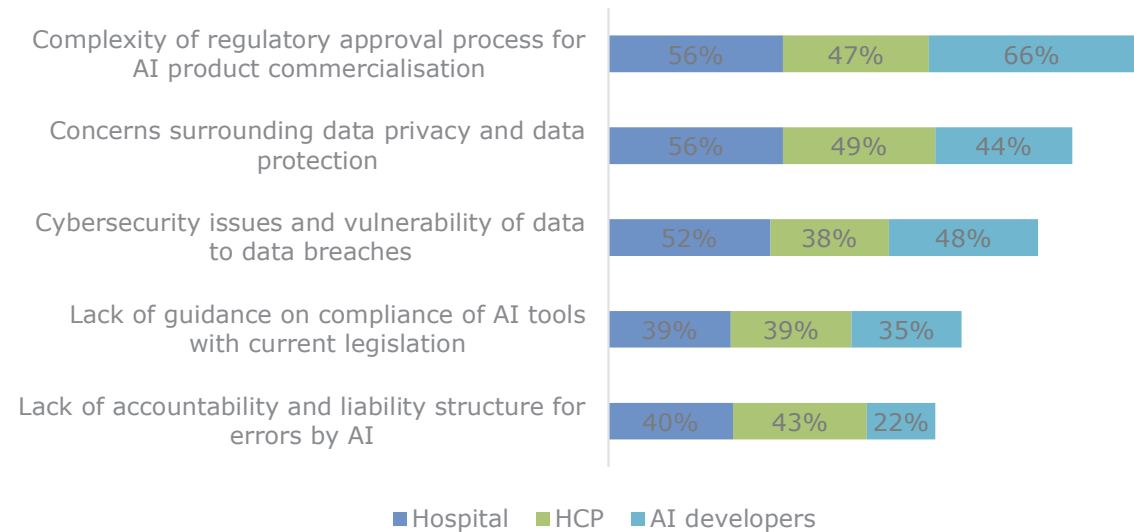 Complexity of regulatory approval process for
AI product commercialisation
56% 47% 66%
Concerns surrounding data privacy and data
protection
56% 49% 44%
Cybersecurity issues and vulnerability of data
to data breaches
52% 38% 48%
Lack of guidance on compliance of AI tools
with current legislation
39% 39% 35%
Lack of accountability and liability structure for
errors by AI
40% 43% 22%
Hospital HCP AI developers